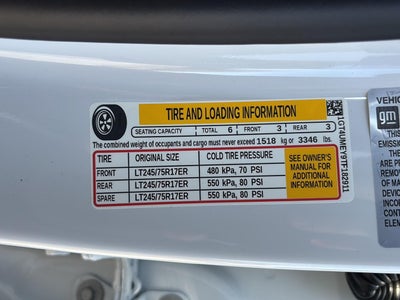 TIRE AND LOADING INFORMATION
SEATING CAPACITY TOTAL 6 FRONT 3 REAR 3
The combined weight of occupants and cargo must never exceed 1518 kg or 3346 lbs.
TIRE ORIGINAL SIZE COLD TIRE PRESSURE
FRONT LT245/75R17ER 480 kPa, 70 PSI
REAR LT245/75R17ER 550 kPa, 80 PSI
SPARE LT245/75R17ER 550 kPa, 80 PSI
SEE OWNER'S
MANUAL FOR
ADDITIONAL
INFORMATION
1GT4UMEY9TF182911
VEHIC
gm
EMISS